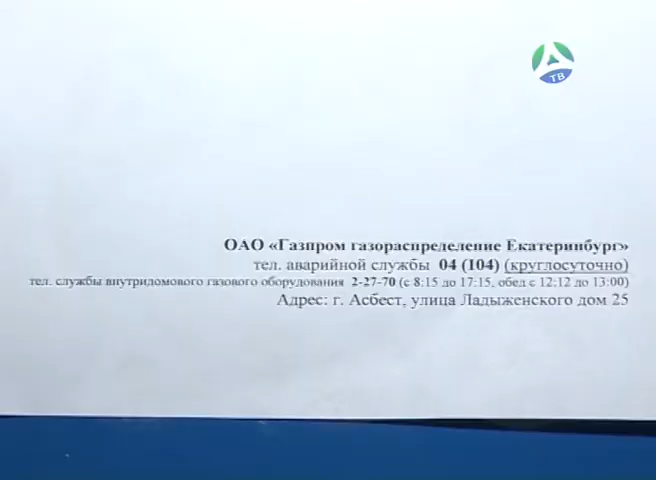 ТВ
ОАО «Газпром газораспределение Екатеринбург»
тел. аварийной службы 04 (104) (круглосуточно)
тел. службы внутридомового газового оборудования 2-27-70 (с 8:15 до 17:15, обед с 12:12 до 13:00)
Адрес: г. Асбест, улица Ладыженского дом 25